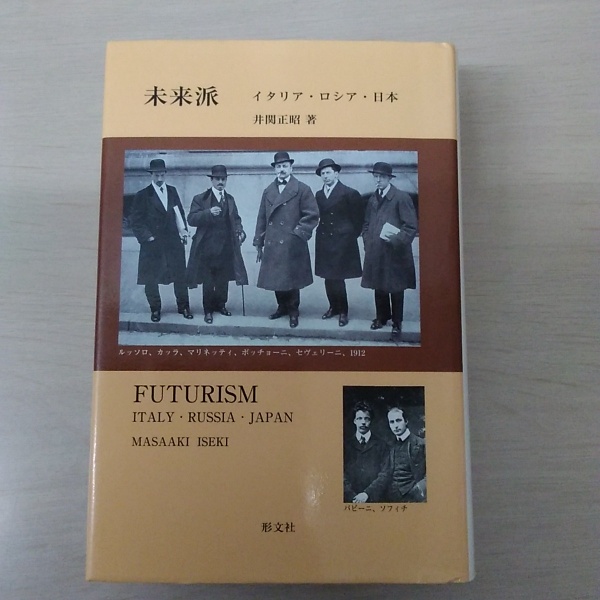 未来派 イタリア・ロシア・日本
井関正昭 著
ルッソロ、カッラ、マリネッティ、ボッチョーニ、セヴェリーニ、1912
FUTURISM
ITALY・RUSSIA・JAPAN
MASAAKI ISEKI
パピーニ、ソフィチ
形文社